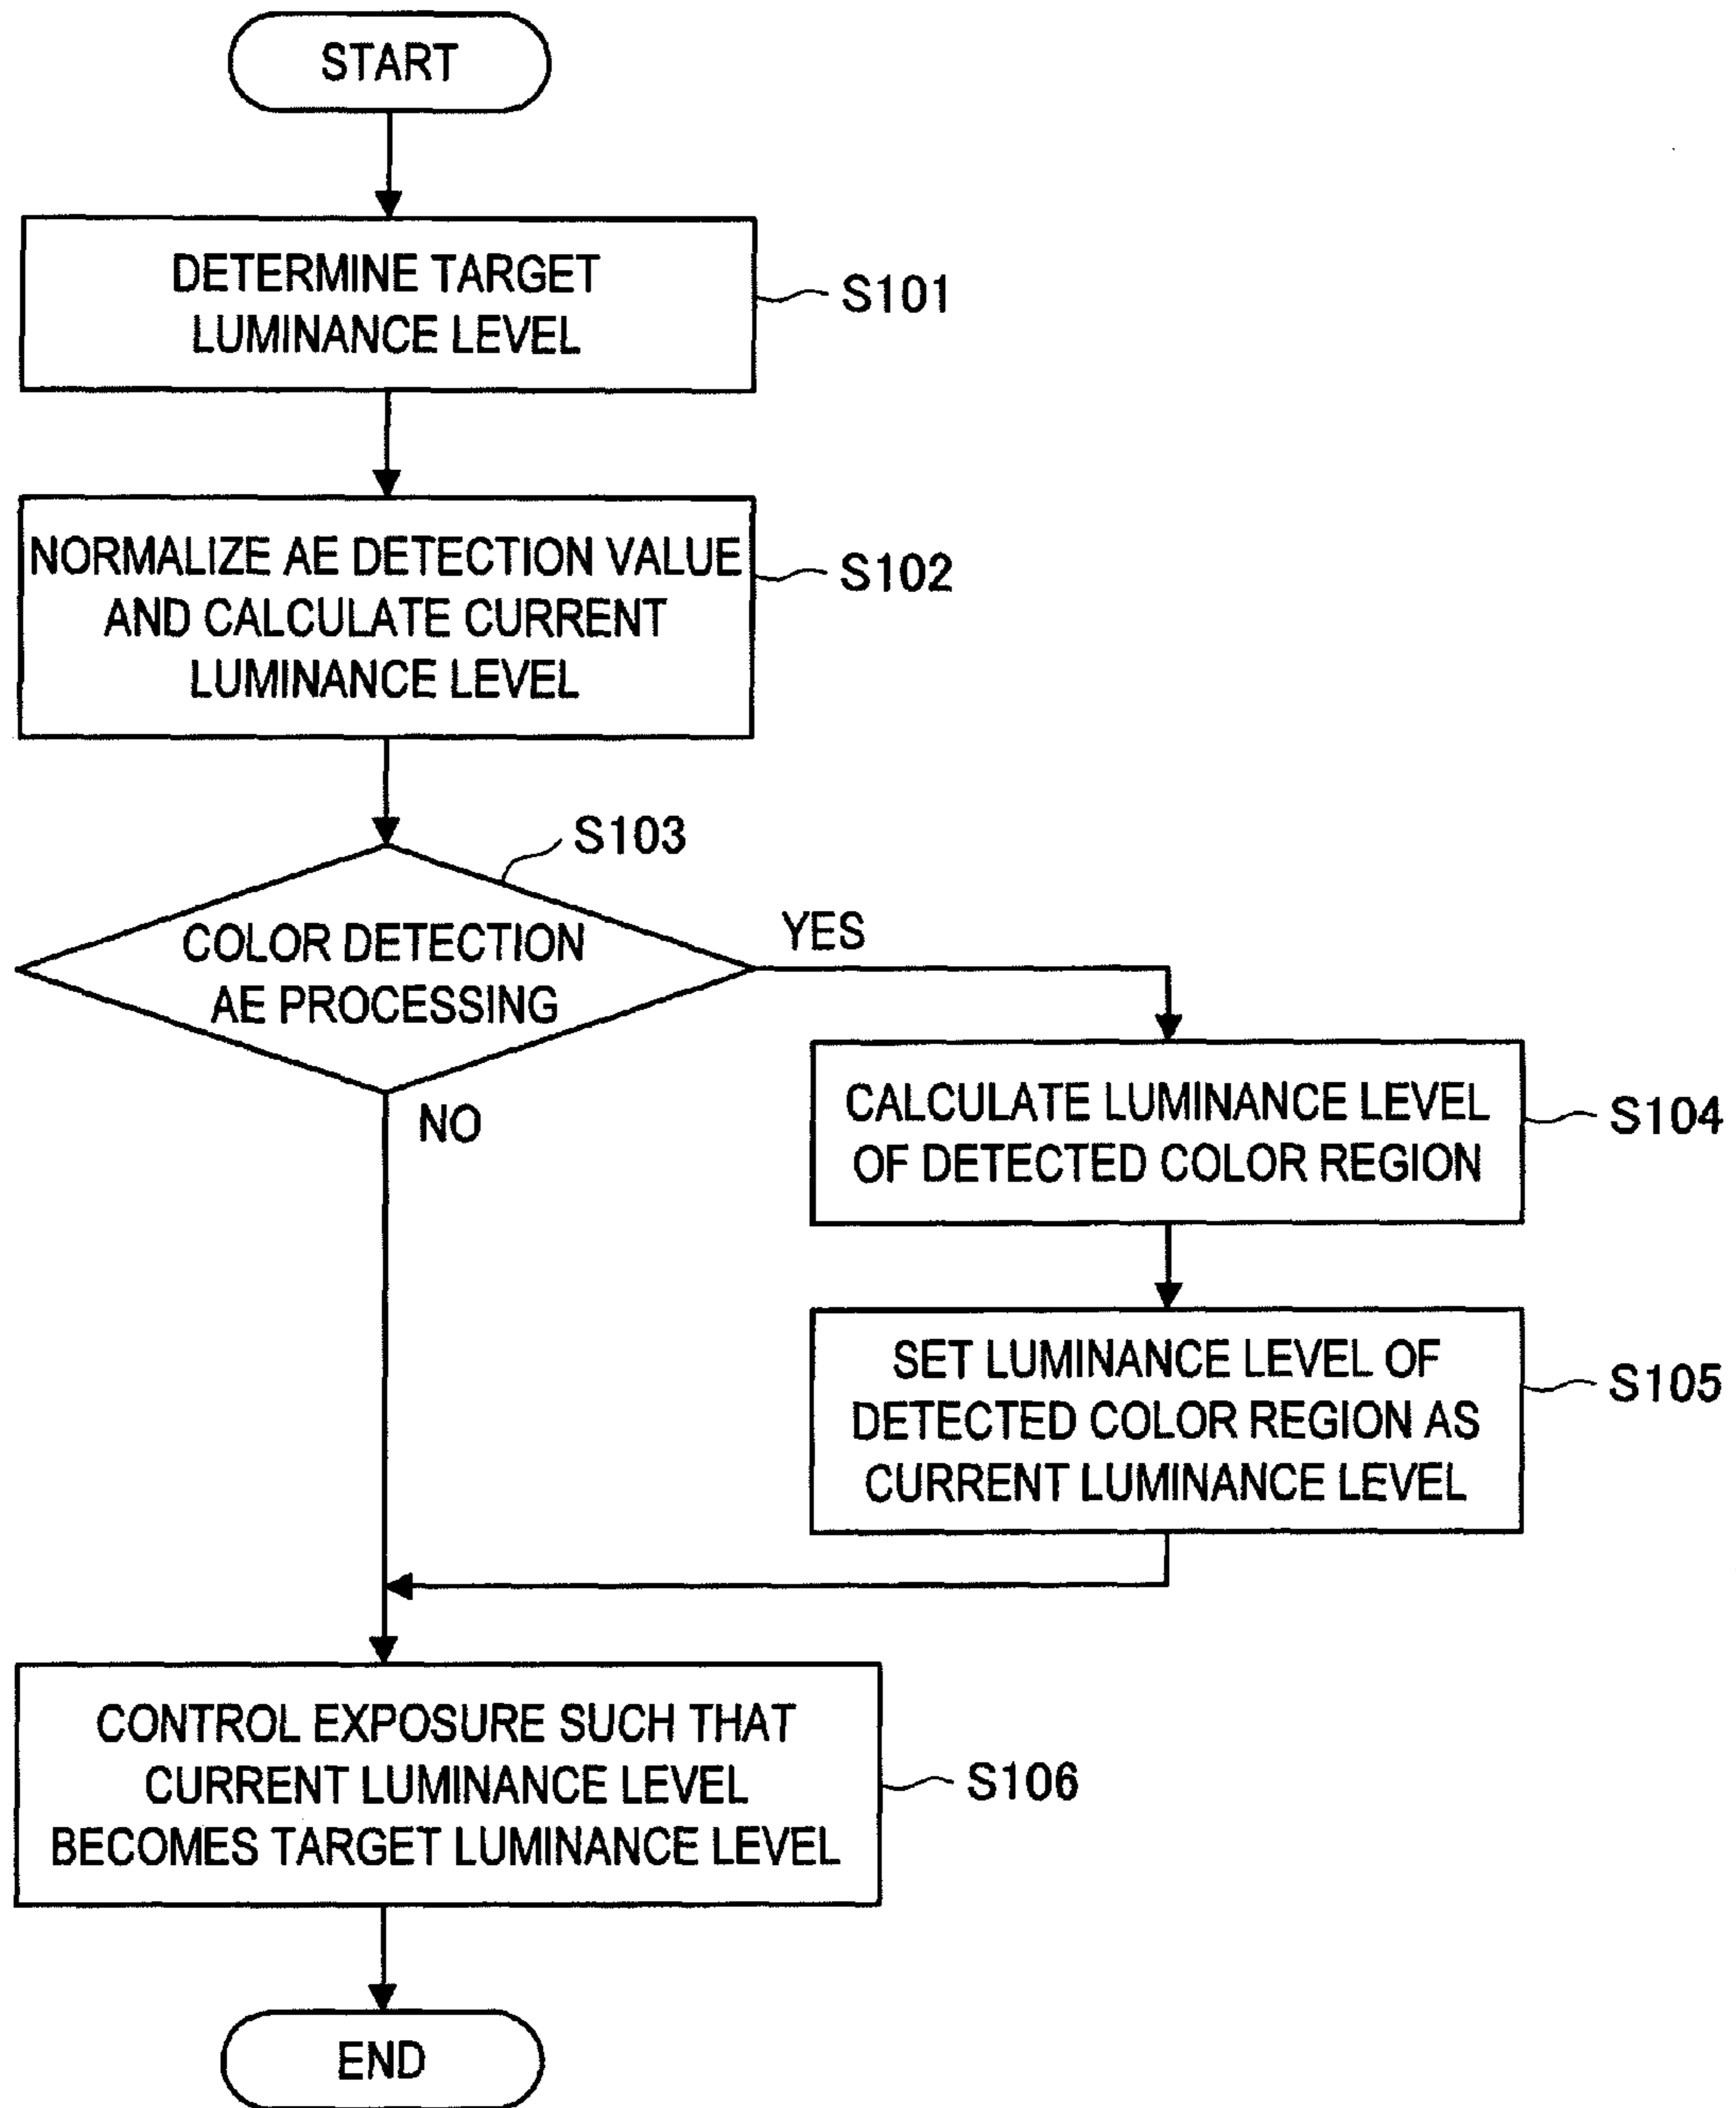 START
DETERMINE TARGET
LUMINANCE LEVEL
S101
NORMALIZE AE DETECTION VALUE
AND CALCULATE CURRENT
LUMINANCE LEVEL
S102
S103
COLOR DETECTION
AE PROCESSING
YES
NO
CALCULATE LUMINANCE LEVEL
OF DETECTED COLOR REGION
S104
SET LUMINANCE LEVEL OF
DETECTED COLOR REGION AS
CURRENT LUMINANCE LEVEL
S105
CONTROL EXPOSURE SUCH THAT
CURRENT LUMINANCE LEVEL
BECOMES TARGET LUMINANCE LEVEL
S106
END